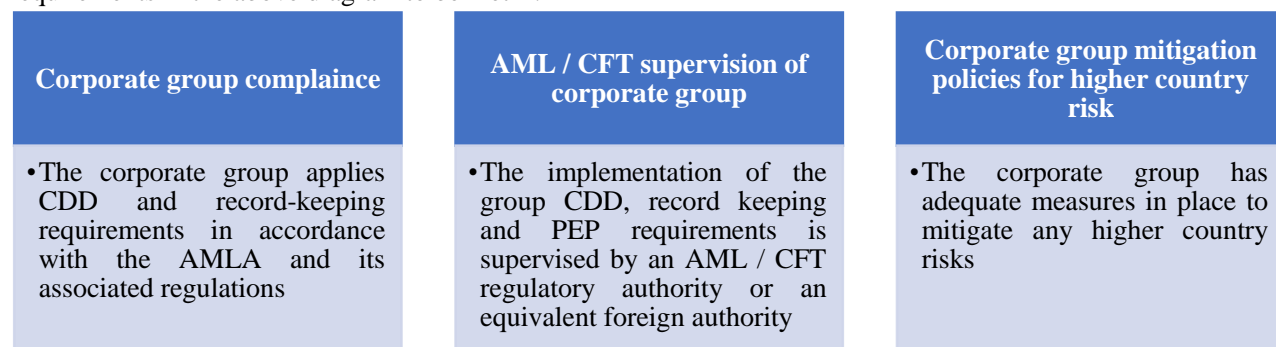 Corporate group complaince
•The corporate group applies
CDD and record-keeping
requirements in accordance
with the AMLA and its
associated regulations
AML / CFT supervision of
corporate group
•The implementation of the
group CDD, record keeping
and PEP requirements is
supervised by an AML / CFT
regulatory authority or an
equivalent foreign authority
Corporate group mitigation
policies for higher country
risk
•The corporate group has
adequate measures in place to
mitigate any higher country
risks